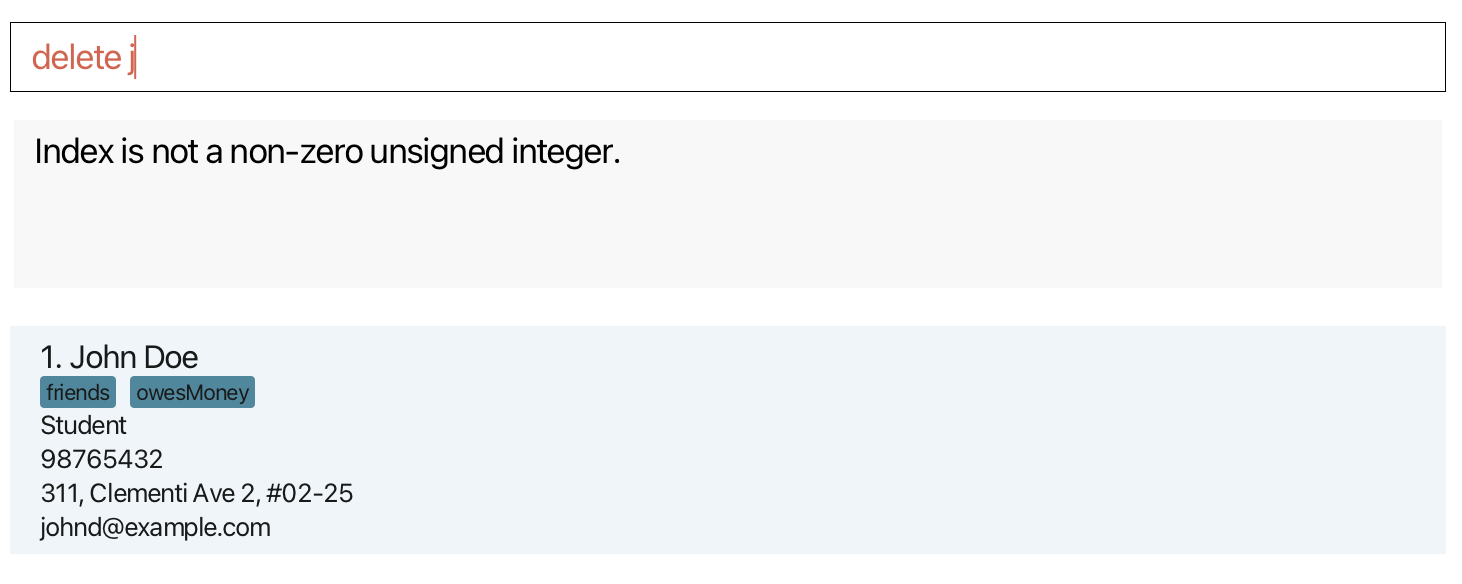 delete j
Index is not a non-zero unsigned integer.
1. John Doe
friends owesMoney
Student
98765432
311, Clementi Ave 2, #02-25
johnd@example.com